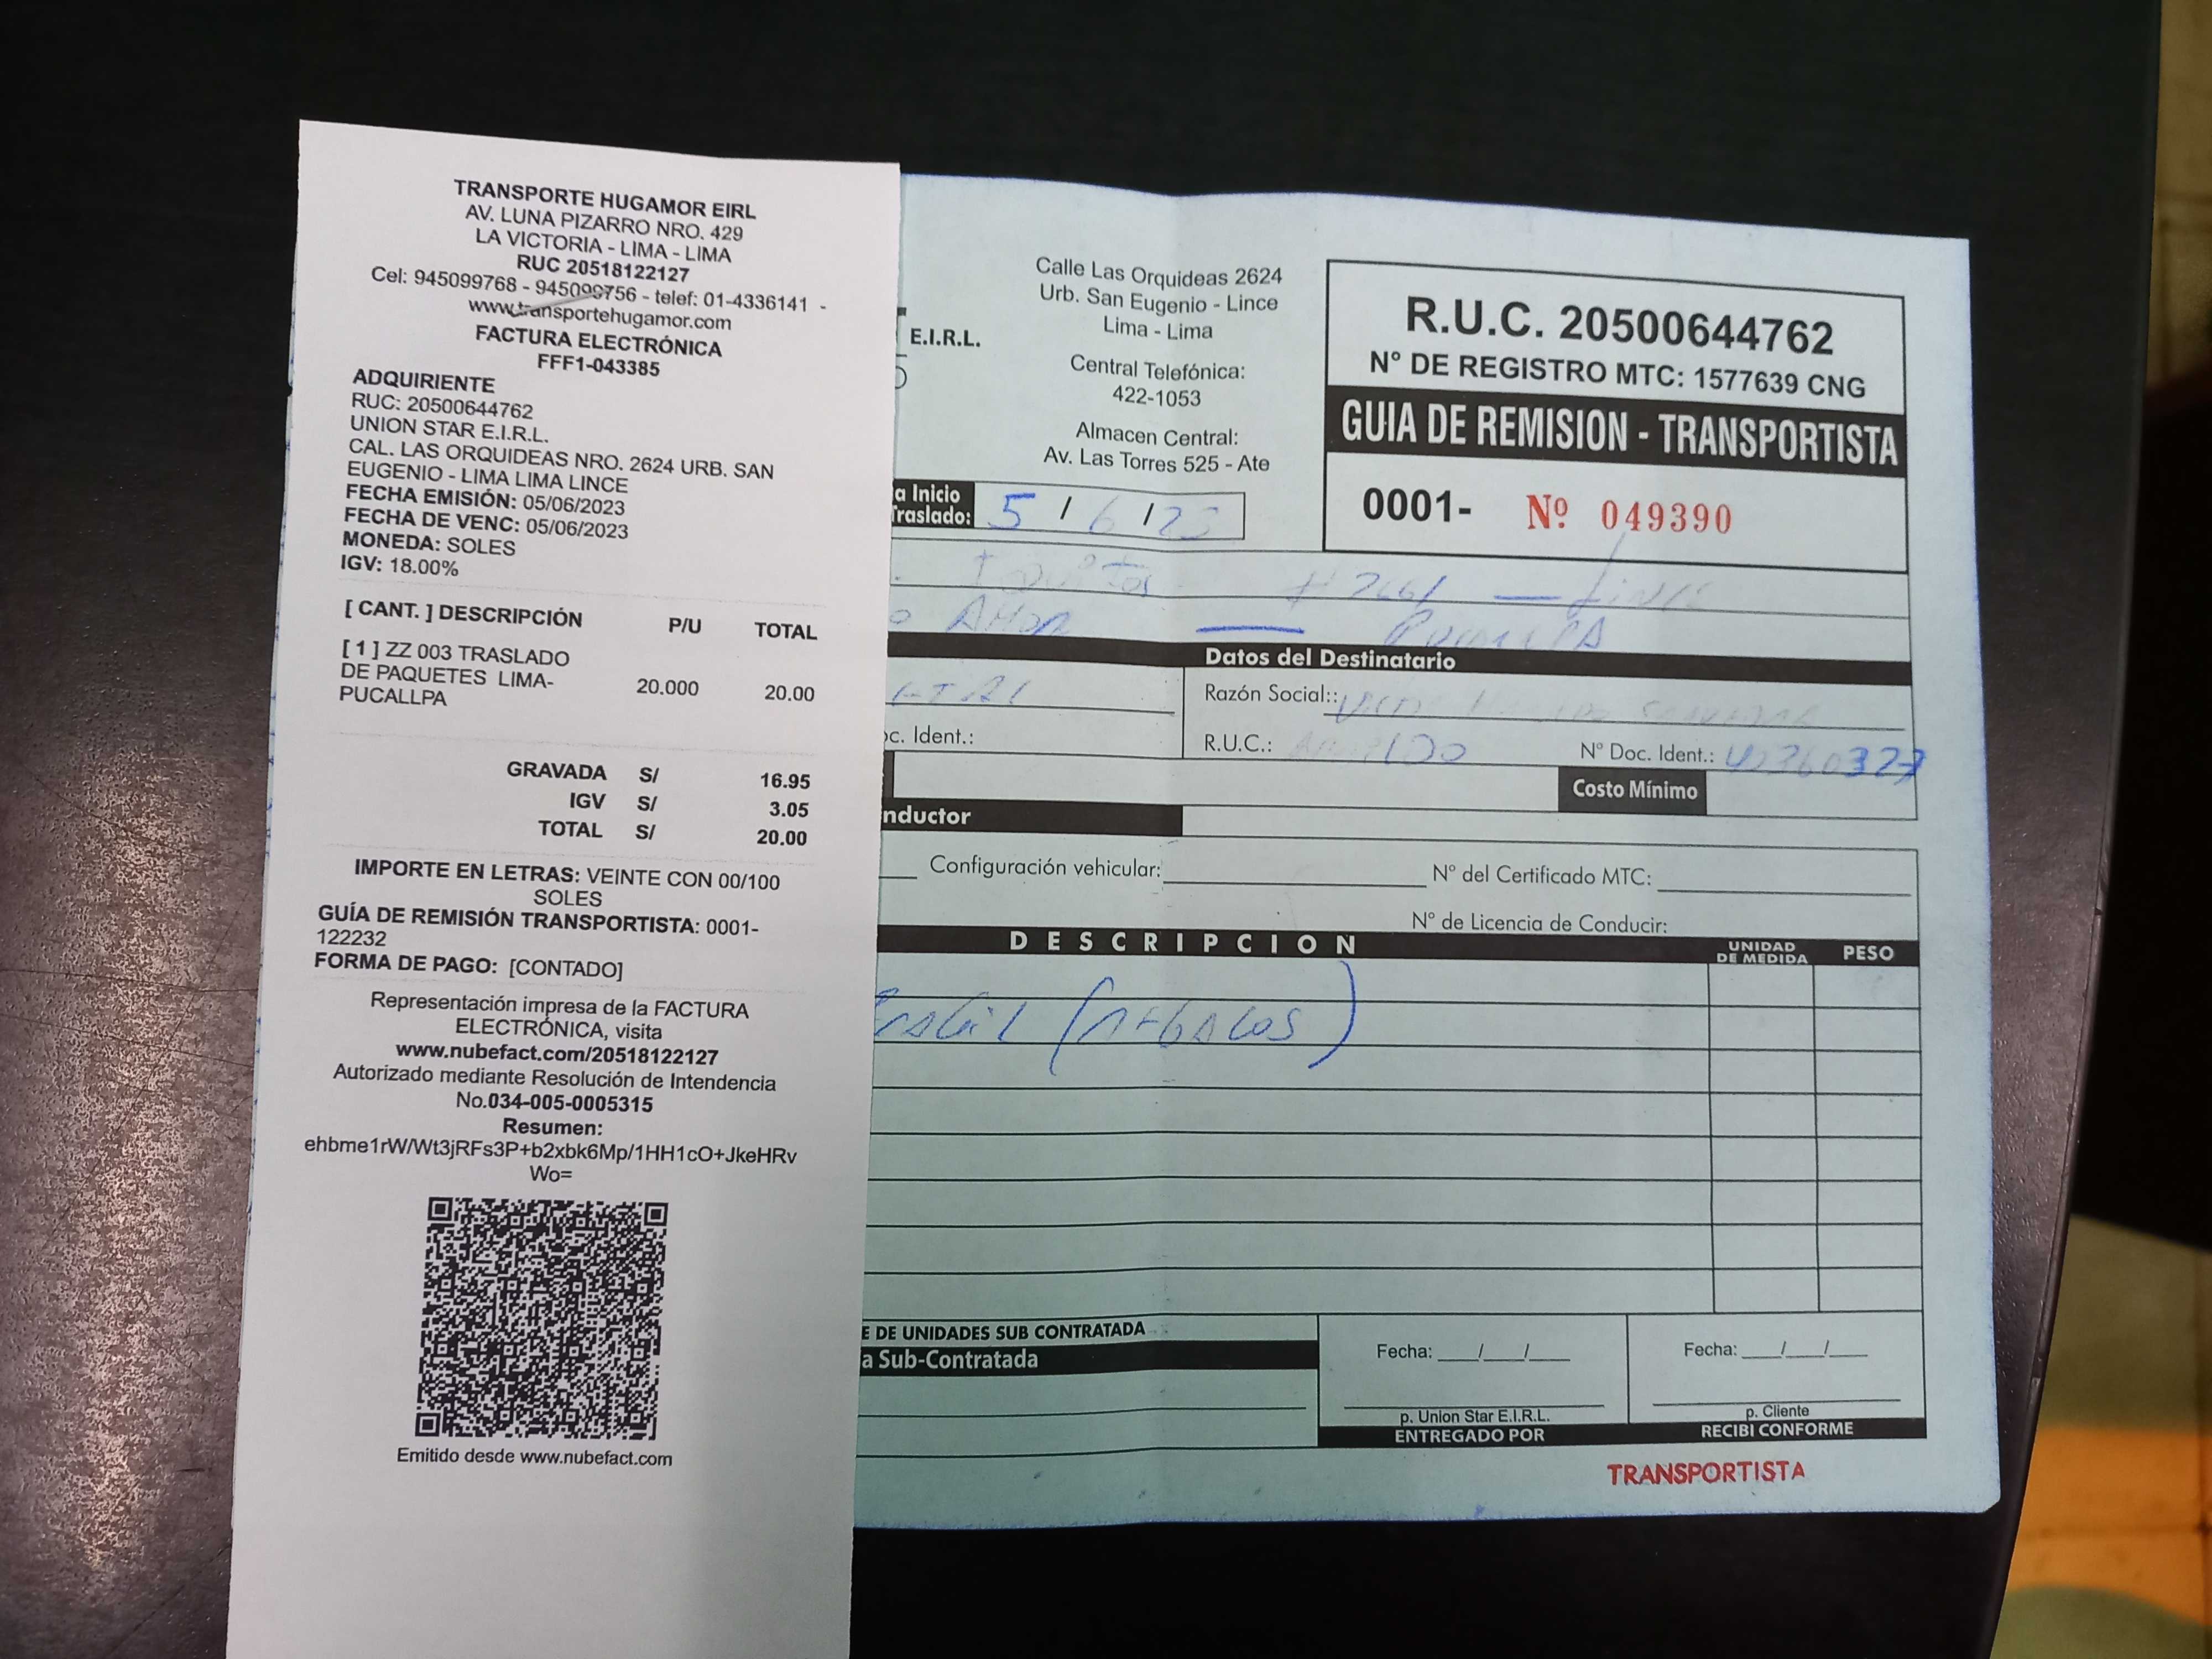 TRANSPORTE HUGAMOR EIRL
AV. LUNA PIZARRO NRO. 429
LA VICTORIA - LIMA - LIMA
RUC 20518122127
Cel: 945099768 - 945099756 - telef: 01-4336141 -
www.transportehugamor.com
FACTURA ELECTRÓNICA
FFF1-043385
ADQUIRIENTE
RUC: 20500644762
UNION STAR E.I.R.L.
CAL. LAS ORQUIDEAS NRO. 2624 URB. SAN
EUGENIO - LIMA LIMA LINCE
FECHA EMISIÓN: 05/06/2023
FECHA DE VENC: 05/06/2023
MONEDA: SOLES
IGV: 18.00%
[ CANT. ] DESCRIPCIÓN P/U TOTAL
[ 1 ] ZZ 003 TRASLADO
DE PAQUETES LIMA-
PUCALLPA 20.000 20.00
GRAVADA S/ 16.95
IGV S/ 3.05
TOTAL S/ 20.00
IMPORTE EN LETRAS: VEINTE CON 00/100
SOLES
GUÍA DE REMISIÓN TRANSPORTISTA: 0001-
122232
FORMA DE PAGO: [CONTADO]
Representación impresa de la FACTURA
ELECTRÓNICA, visita
www.nubefact.com/20518122127
Autorizado mediante Resolución de Intendencia
No.034-005-0005315
Resumen:
ehbme1rW/Wt3jRFs3P+b2xbk6Mp/1HH1cO+JkeHRv
Wo=
Emitido desde www.nubefact.com
E.I.R.L.
Calle Las Orquideas 2624
Urb. San Eugenio - Lince
Lima - Lima
Central Telefónica:
422-1053
Almacen Central:
Av. Las Torres 525 - Ate
R.U.C. 20500644762
N° DE REGISTRO MTC: 1577639 CNG
GUIA DE REMISION - TRANSPORTISTA
0001- Nº 049390
a Inicio
Traslado: 5 / 6 / 23
Datos del Destinatario
Razón Social::
oc. Ident.:
R.U.C.: N° Doc. Ident.:
Costo Mínimo
nductor
Configuración vehicular: N° del Certificado MTC:
N° de Licencia de Conducir:
DESCRIPCION UNIDAD DE MEDIDA PESO
(REGALOS)
E DE UNIDADES SUB CONTRATADA
a Sub-Contratada
Fecha: / / Fecha: / /
p. Union Star E.I.R.L. p. Cliente
ENTREGADO POR RECIBI CONFORME
TRANSPORTISTA